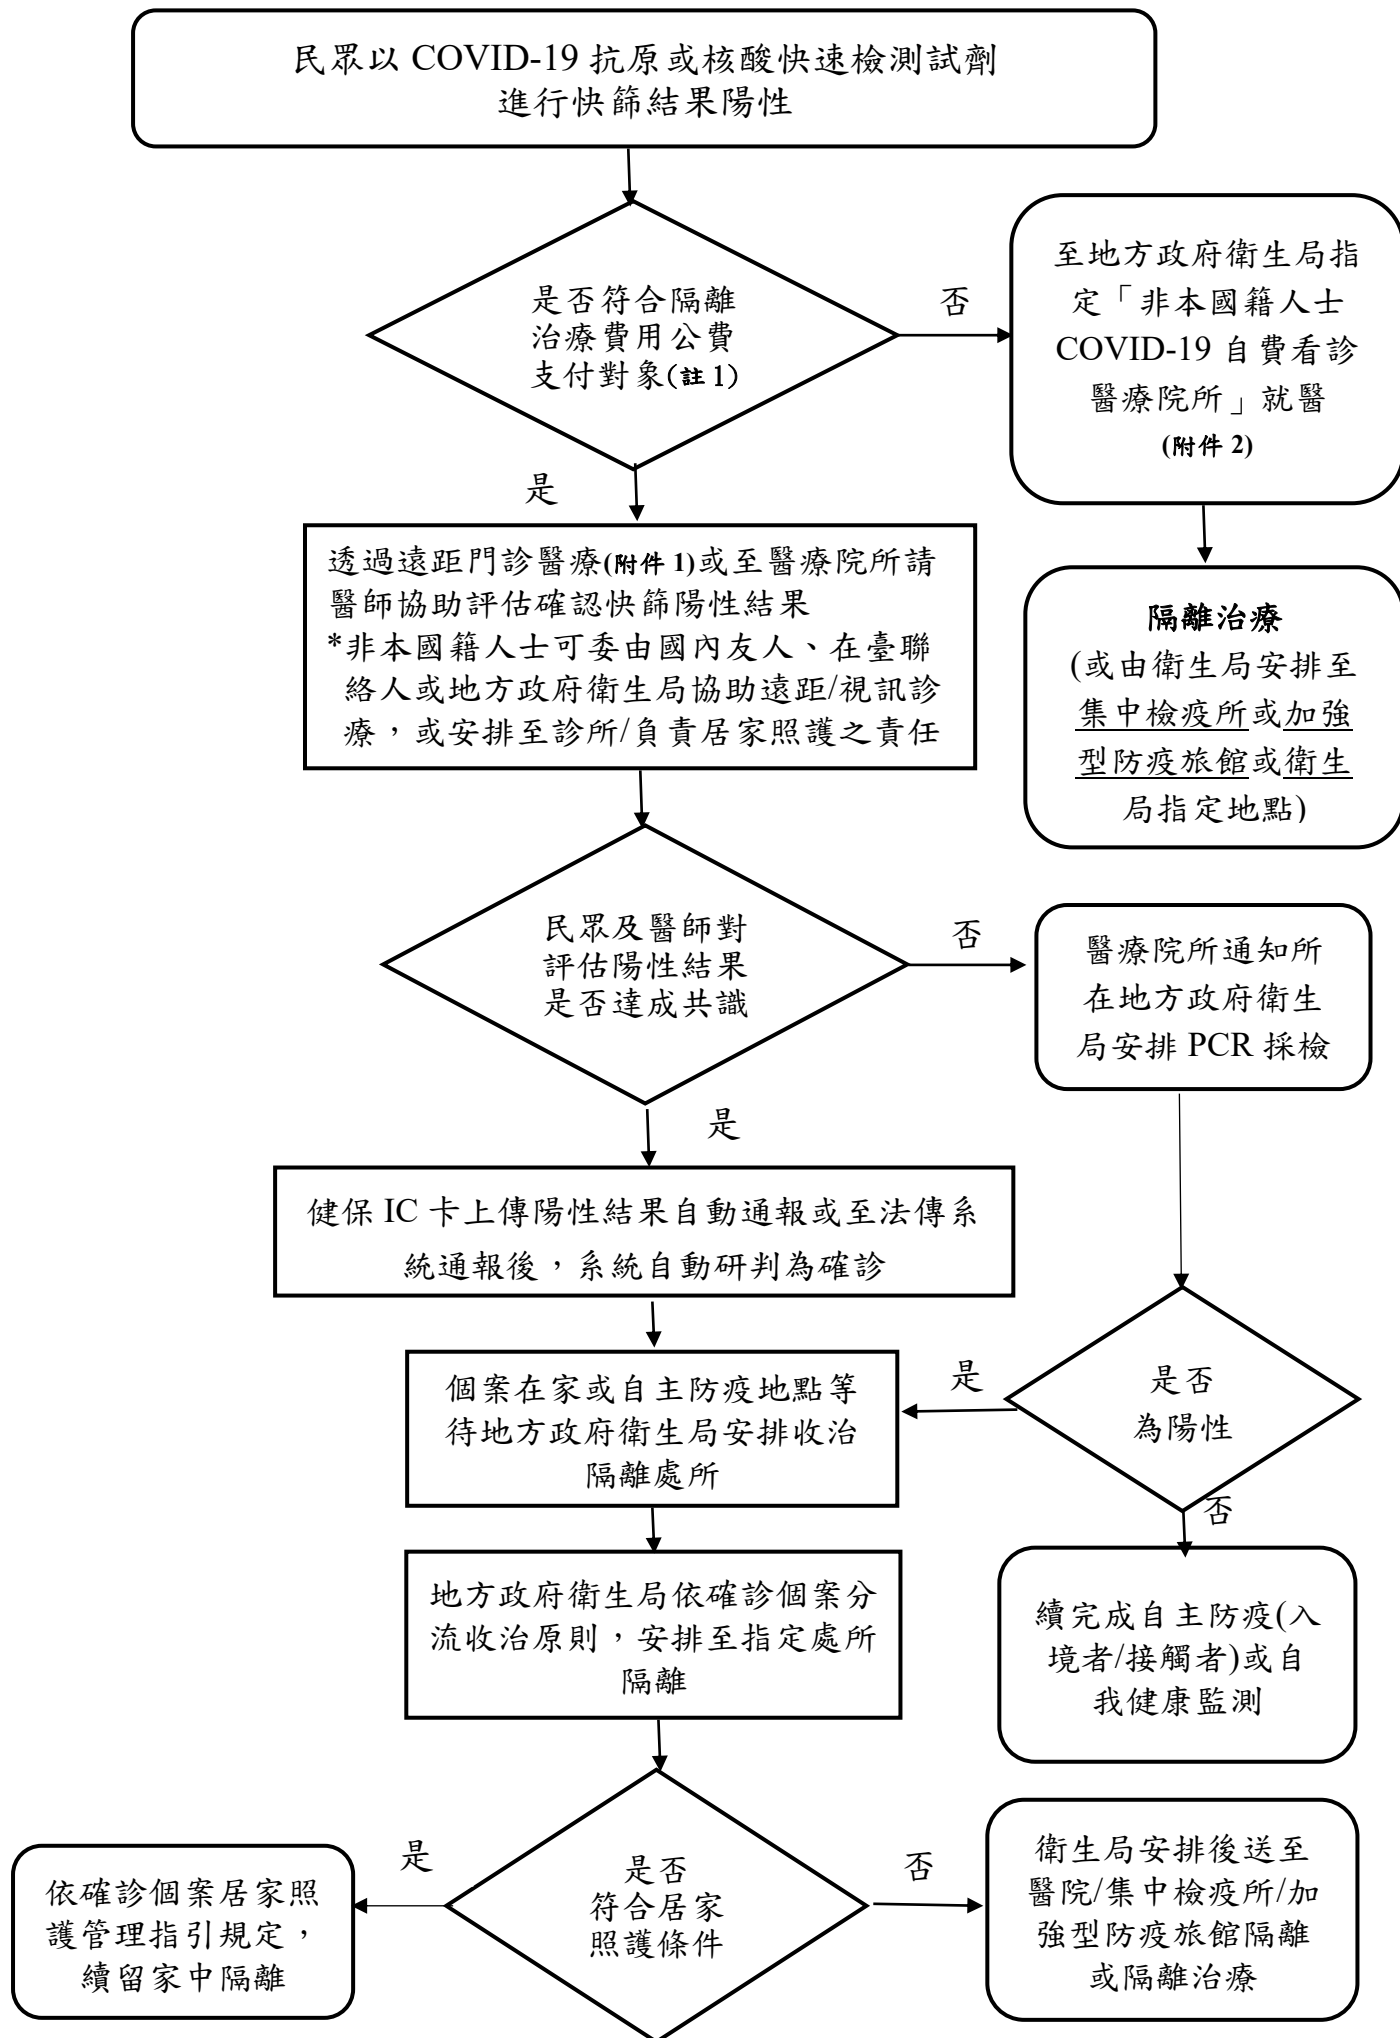 民眾以 COVID-19 抗原或核酸快速檢測試劑
進行快篩結果陽性
是否符合隔離
治療費用公費
支付對象(註 1)
否
至地方政府衛生局指
定「非本國籍人士
COVID-19 自費看診
醫療院所」就醫
(附件 2)
是
透過遠距門診醫療(附件 1)或至醫療院所請
醫師協助評估確認快篩陽性結果
*非本國籍人士可委由國內友人、在臺聯
絡人或地方政府衛生局協助遠距/視訊診
療，或安排至診所/負責居家照護之責任
隔離治療
(或由衛生局安排至
集中檢疫所或加強
型防疫旅館或衛生
局指定地點)
民眾及醫師對
評估陽性結果
是否達成共識
否
醫療院所通知所
在地方政府衛生
局安排 PCR 採檢
是
健保 IC 卡上傳陽性結果自動通報或至法傳系
統通報後，系統自動研判為確診
個案在家或自主防疫地點等
待地方政府衛生局安排收治
隔離處所
是
是否
為陽性
否
地方政府衛生局依確診個案分
流收治原則，安排至指定處所
隔離
續完成自主防疫(入
境者/接觸者)或自
我健康監測
是
依確診個案居家照
護管理指引規定，
續留家中隔離
是否
符合居家
照護條件
否
衛生局安排後送至
醫院/集中檢疫所/加
強型防疫旅館隔離
或隔離治療